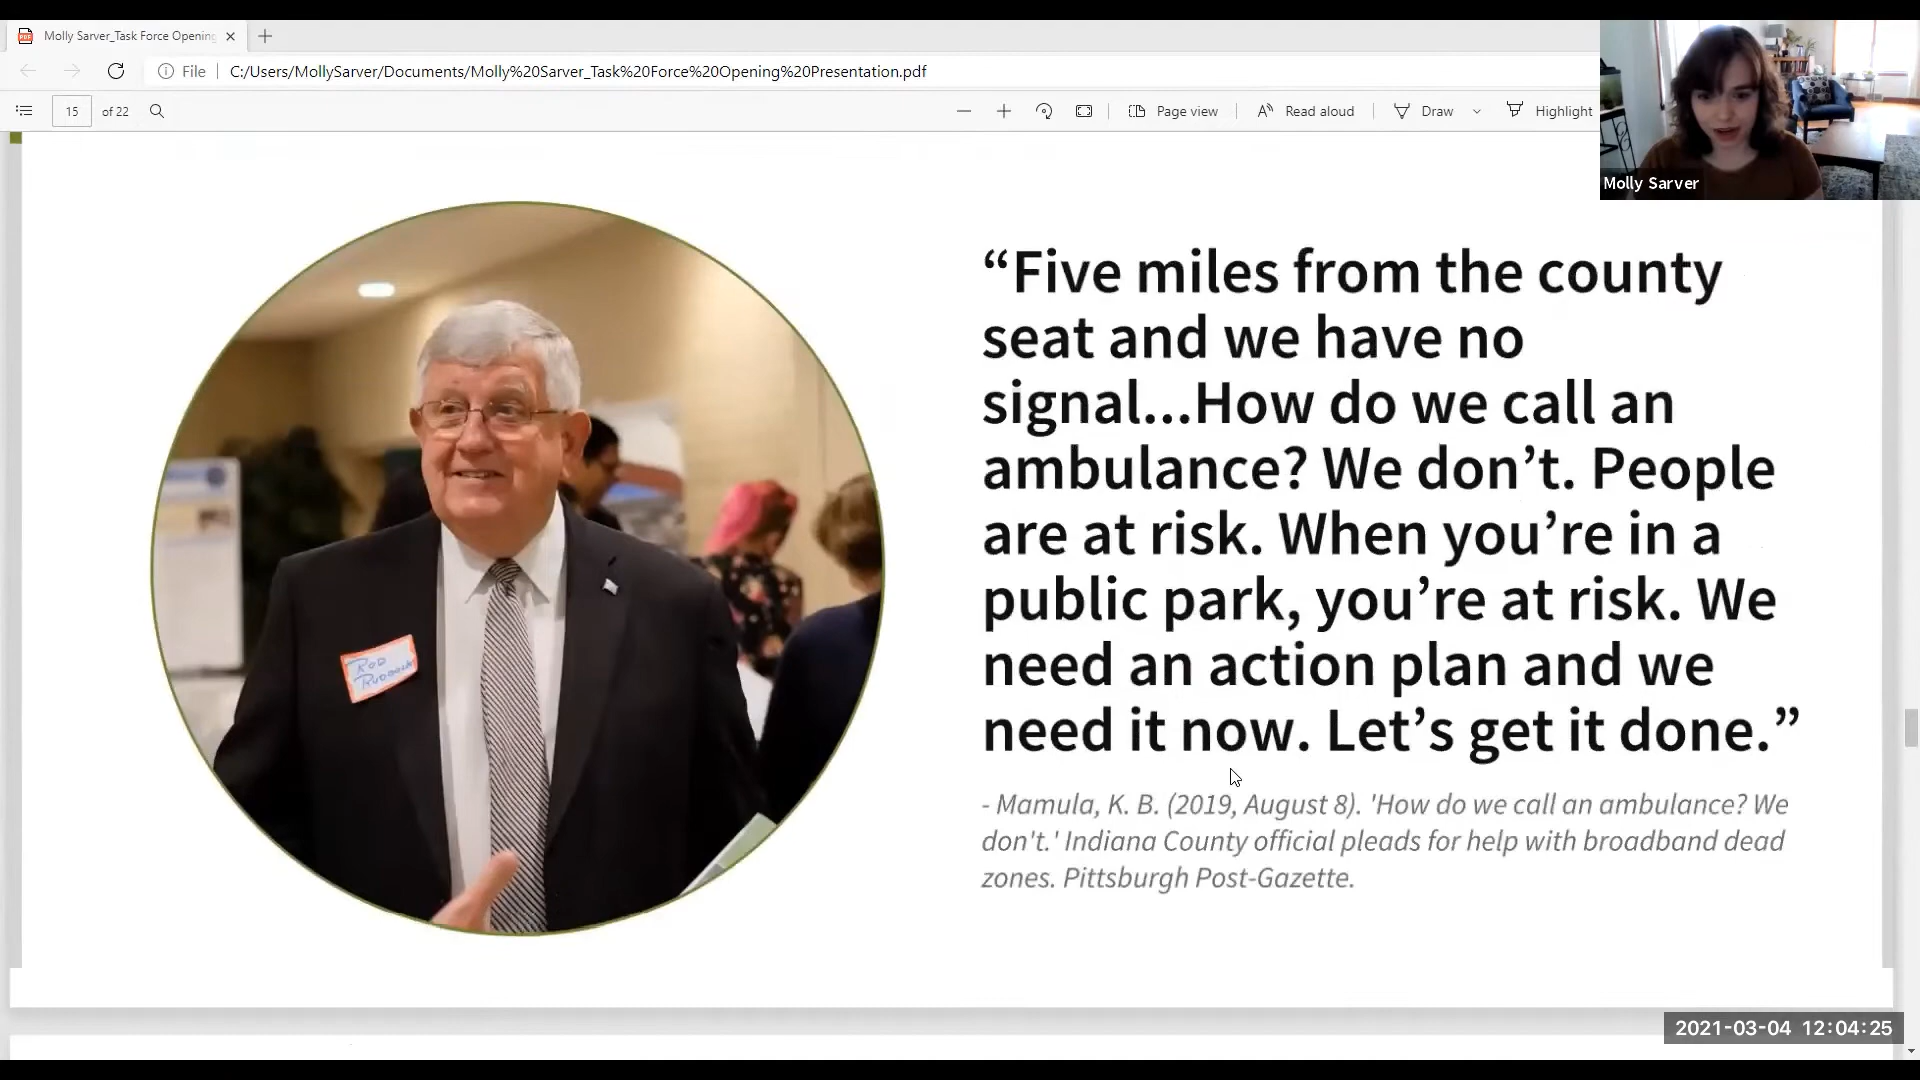 Molly Sarver_Task Force Opening
File
C:/Users/MollySarver/Documents/Molly%20Sarver_Task%20Force%20Opening%20Presentation.pdf
15 of 22
Page view
Read aloud
Draw
Highlight
Molly Sarver
“Five miles from the county
seat and we have no
signal...How do we call an
ambulance? We don’t. People
are at risk. When you’re in a
public park, you’re at risk. We
need an action plan and we
need it now. Let’s get it done.”
- Mamula, K. B. (2019, August 8). 'How do we call an ambulance? We
don't.' Indiana County official pleads for help with broadband dead
zones. Pittsburgh Post-Gazette.
ROD
2021-03-04 12:04:25